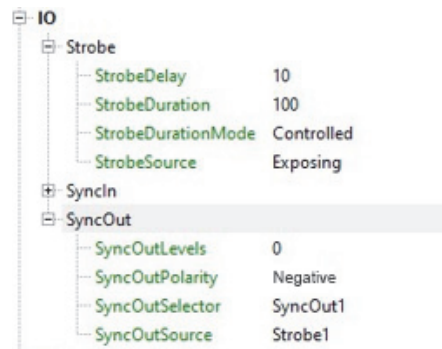 IO
Strobe
StrobeDelay 10
StrobeDuration 100
StrobeDurationMode Controlled
StrobeSource Exposing
SyncIn
SyncOut
SyncOutLevels 0
SyncOutPolarity Negative
SyncOutSelector SyncOut1
SyncOutSource Strobe1